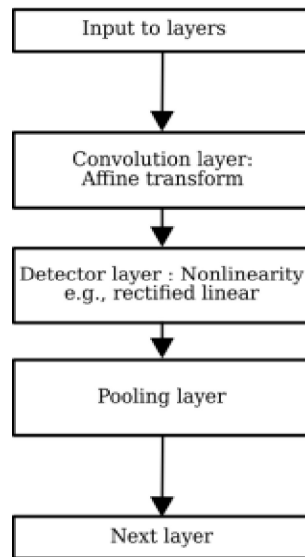 Input to layers
Convolution layer:
Affine transform
Detector layer : Nonlinearity
e.g., rectified linear
Pooling layer
Next layer